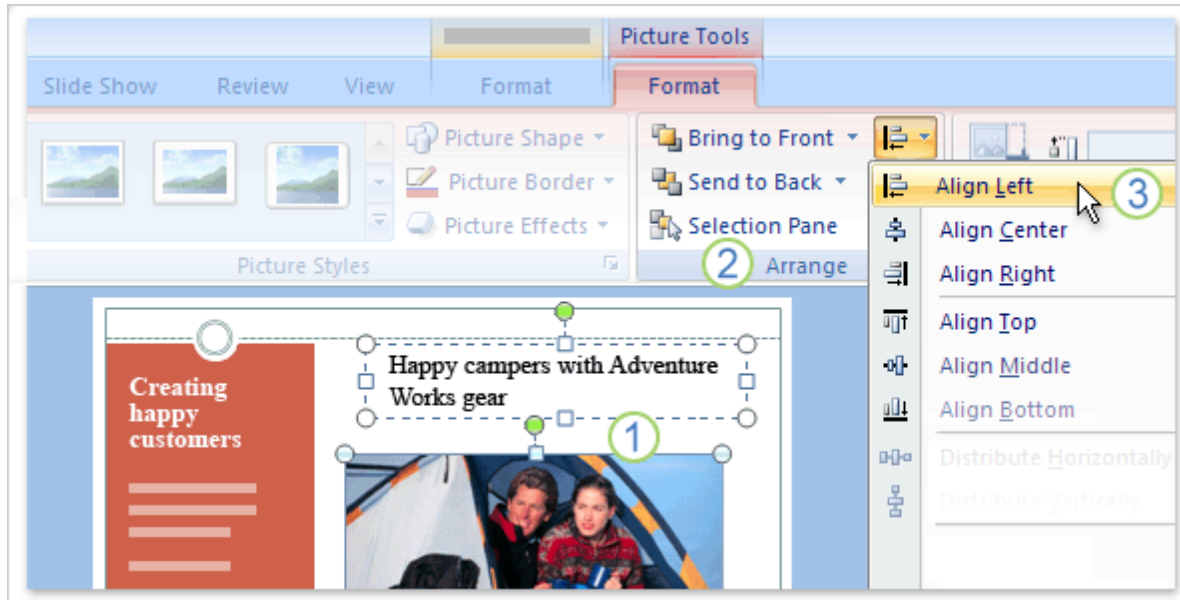 Picture Tools
Slide Show Review View Format Format
Picture Shape
Picture Border
Picture Effects
Picture Styles
Bring to Front
Send to Back
Selection Pane
2 Arrange
Align Left 3
Align Center
Align Right
Align Top
Align Middle
Align Bottom
Distribute Horizontally
Distribute Vertically
Creating
happy
customers
Happy campers with Adventure
Works gear
1